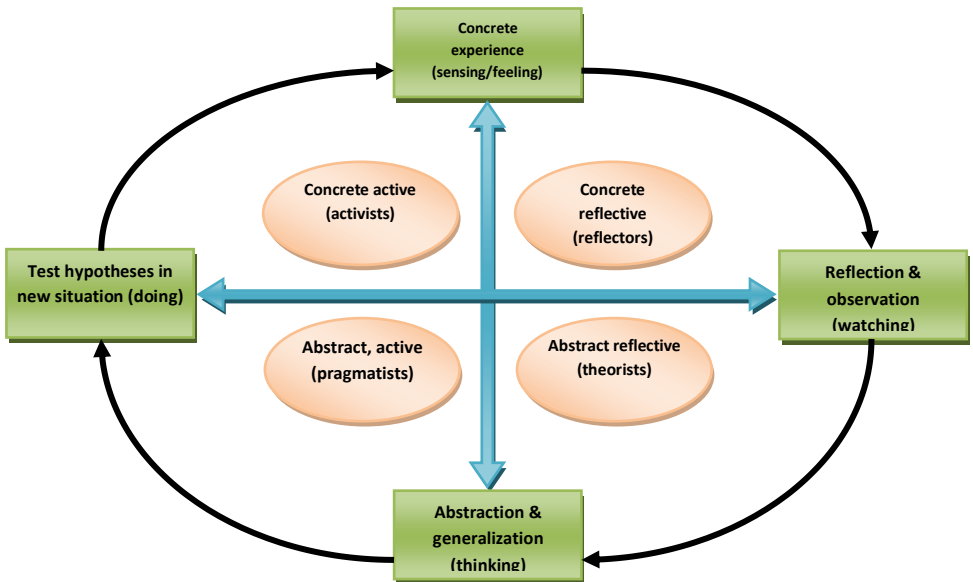 Concrete
experience
(sensing/feeling)
Concrete active
(activists)
Concrete
reflective
(reflectors)
Test hypotheses in
new situation (doing)
Reflection &
observation
(watching)
Abstract, active
(pragmatists)
Abstract reflective
(theorists)
Abstraction &
generalization
(thinking)